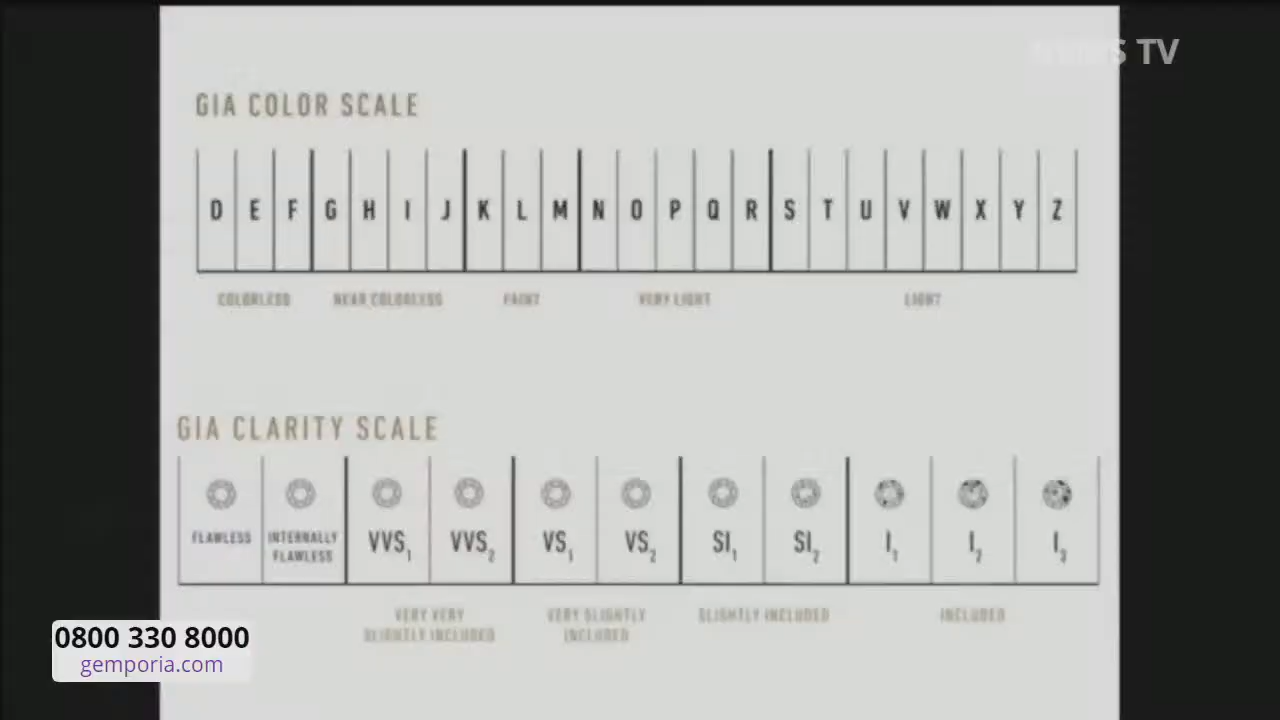 TV
GIA COLOR SCALE
D E F G H I J K L M N O P Q R S T U V W X Y Z
COLORLESS NEAR COLORLESS FAINT VERY LIGHT LIGHT
GIA CLARITY SCALE
FLAWLESS INTERNALLY FLAWLESS VVS₁ VVS₂ VS₁ VS₂ SI₁ SI₂ I₁ I₂ I₃
VERY VERY SLIGHTLY INCLUDED VERY SLIGHTLY INCLUDED SLIGHTLY INCLUDED INCLUDED
0800 330 8000
gemporia.com